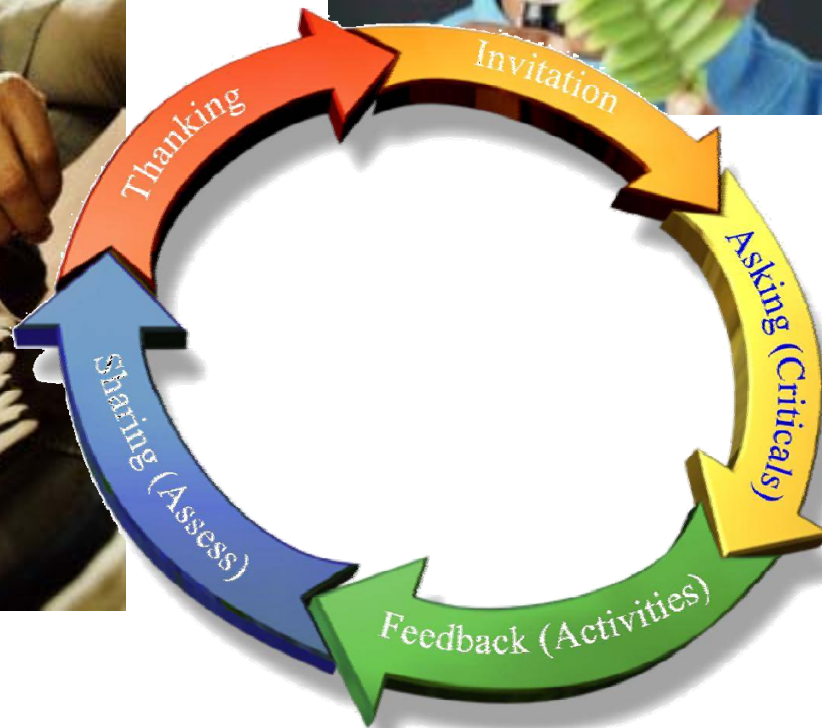 Invitation
Asking (Criticals)
Feedback (Activities)
Sharing (Assess)
Thanking